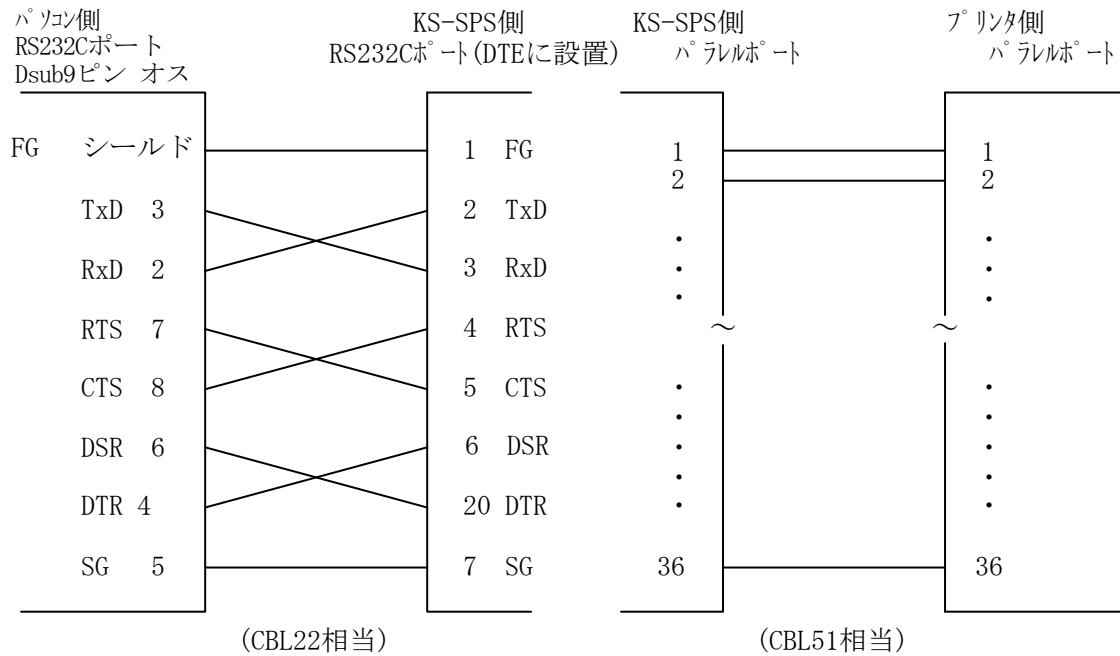 パソコン側
RS232Cポート
Dsub9ピン オス
KS-SPS側
RS232Cポート(DTEに設置)
KS-SPS側
パラレルポート
プリンタ側
パラレルポート
FG シールド
TxD 3
RxD 2
RTS 7
CTS 8
DSR 6
DTR 4
SG 5
1 FG
2 TxD
3 RxD
4 RTS
5 CTS
6 DSR
20 DTR
7 SG
1
2
・
・
・
・
・
・
・
・
36
~
~
1
2
・
・
・
・
・
・
・
・
36
(CBL22相当)
(CBL51相当)